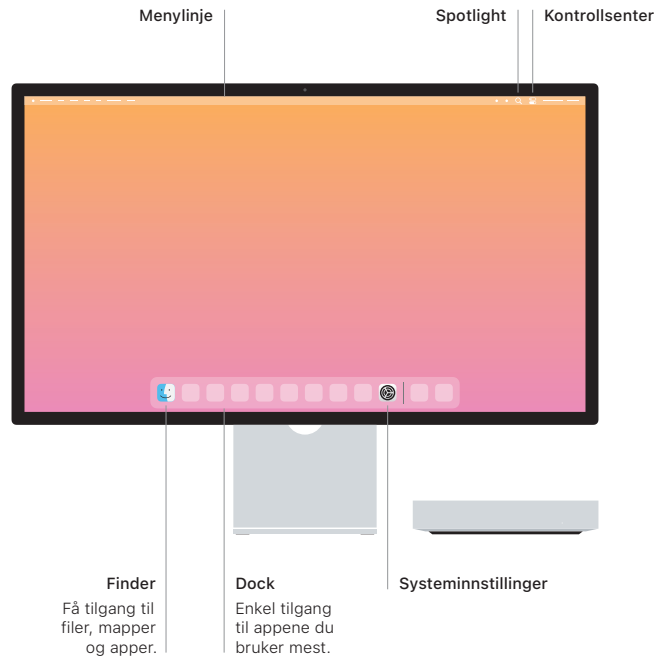 Menylinje
Spotlight
Kontrollsenter
Finder
Få tilgang til
filer, mapper
og apper.
Dock
Enkel tilgang
til appene du
bruker mest.
Systeminnstillinger